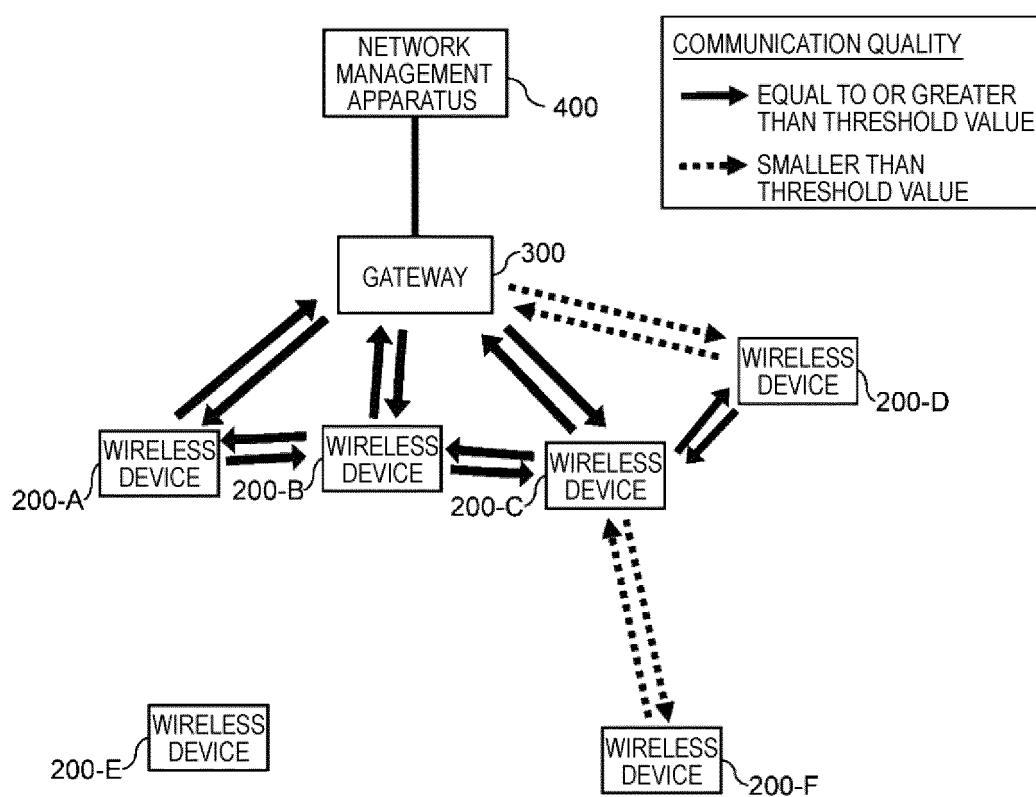 NETWORK
MANAGEMENT
APPARATUS
400
COMMUNICATION QUALITY
EQUAL TO OR GREATER
THAN THRESHOLD VALUE
SMALLER THAN
THRESHOLD VALUE
GATEWAY
300
WIRELESS
DEVICE
200-D
WIRELESS
DEVICE
200-A
WIRELESS
DEVICE
200-B
WIRELESS
DEVICE
200-C
WIRELESS
DEVICE
200-E
WIRELESS
DEVICE
200-F